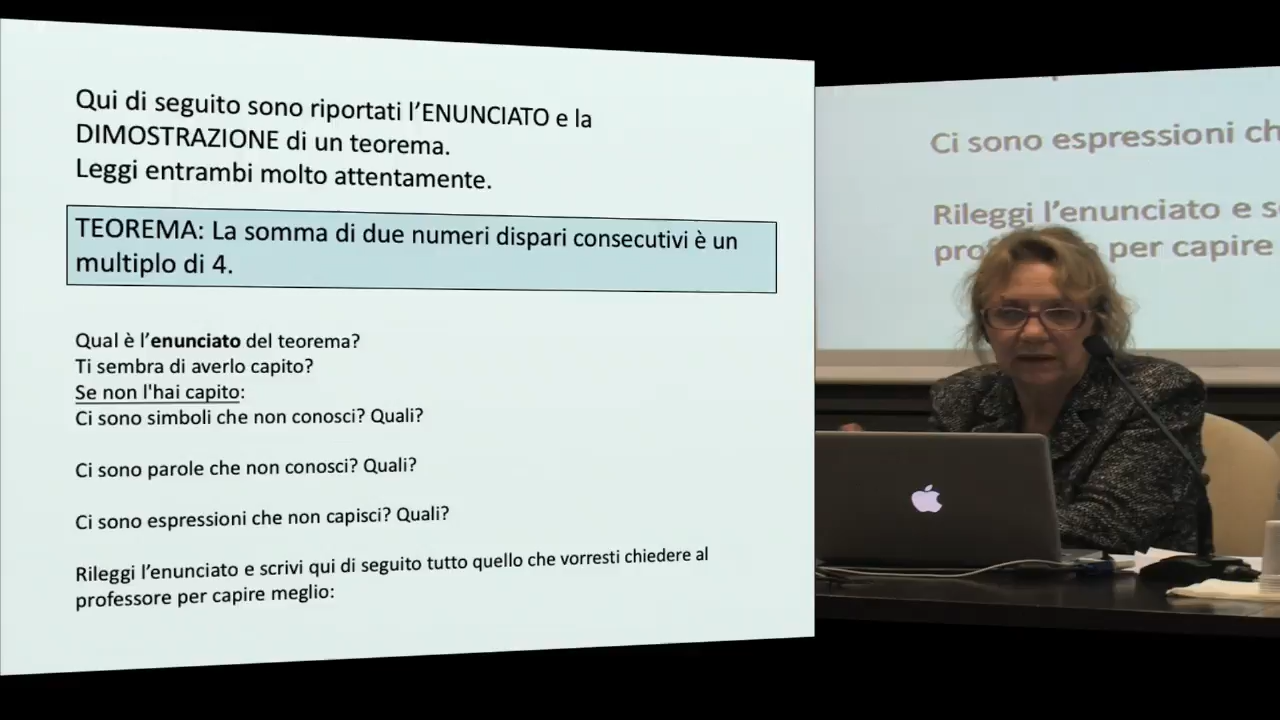 Qui di seguito sono riportati l'ENUNCIATO e la
DIMOSTRAZIONE di un teorema.
Leggi entrambi molto attentamente.
TEOREMA: La somma di due numeri dispari consecutivi è un
multiplo di 4.
Qual è l'enunciato del teorema?
Ti sembra di averlo capito?
Se non l'hai capito:
Ci sono simboli che non conosci? Quali?
Ci sono parole che non conosci? Quali?
Ci sono espressioni che non capisci? Quali?
Rileggi l'enunciato e scrivi qui di seguito tutto quello che vorresti chiedere al
professore per capire meglio:
Ci sono espressioni
Rileggi l'enunciato e
per capire